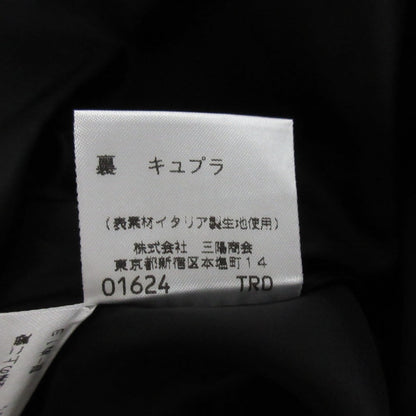 裏 キュプラ
(表素材イタリア製生地使用)
株式会社 三陽商会
東京都新宿区本塩町14
01624 TRD